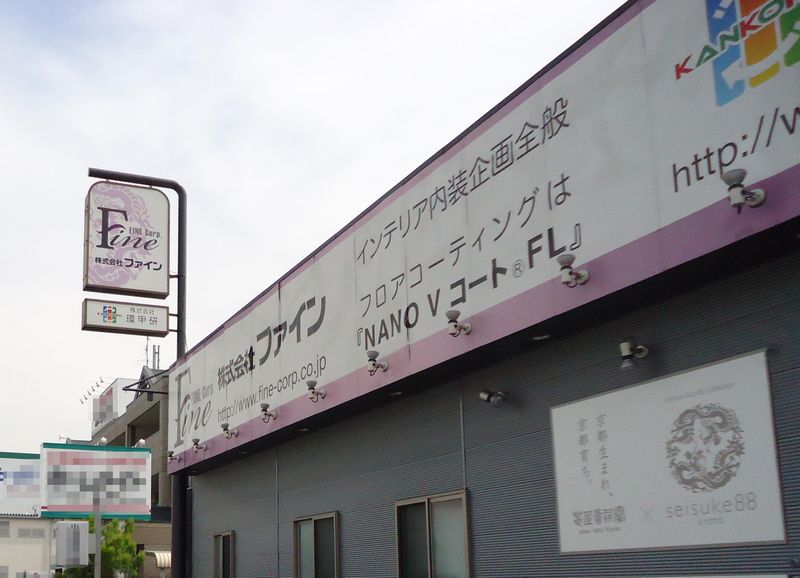 Fine
FINE Corp.
株式会社 ファイン
株式会社
環甲研
Fine
FINE Corp.
株式会社 ファイン
http://www.fine-corp.co.jp
インテリア内装企画全般
フロアコーティングは
『NANO V コート®FL』
KANKO
http://w
京都生まれ、
京都育ち。
×
seisuke88
KYOTO